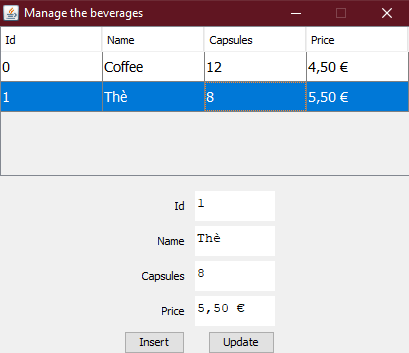 Manage the beverages
Id Name Capsules Price
0 Coffee 12 4,50 €
1 Thè 8 5,50 €
Id 1
Name Thè
Capsules 8
Price 5,50 €
Insert Update